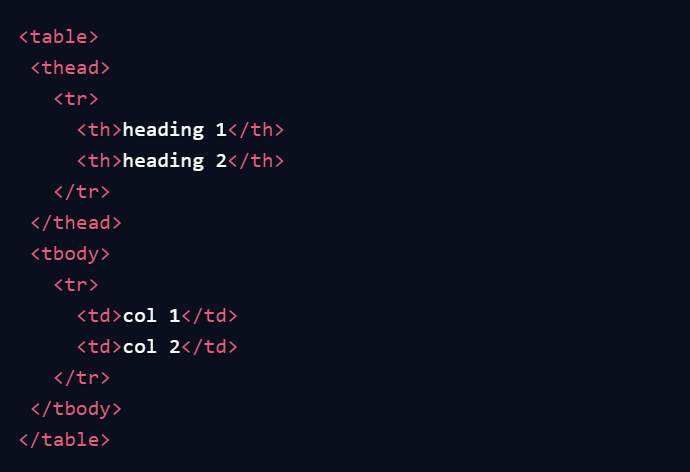 <table>
 <thead>
   <tr>
     <th>heading 1</th>
     <th>heading 2</th>
   </tr>
 </thead>
 <tbody>
   <tr>
     <td>col 1</td>
     <td>col 2</td>
   </tr>
 </tbody>
</table>